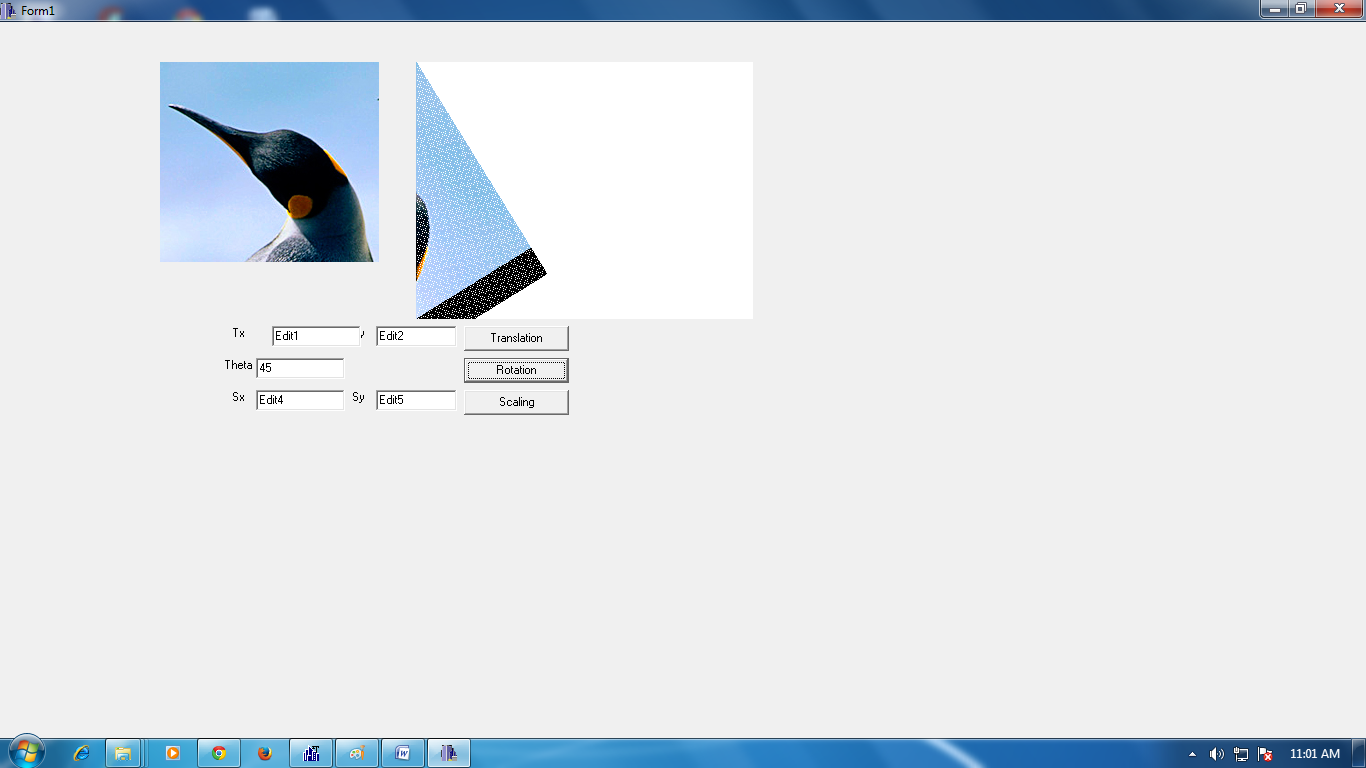 Form1
Tx Edit1 Edit2 Translation
Theta 45 Rotation
Sx Edit4 Sy Edit5 Scaling
11:01 AM